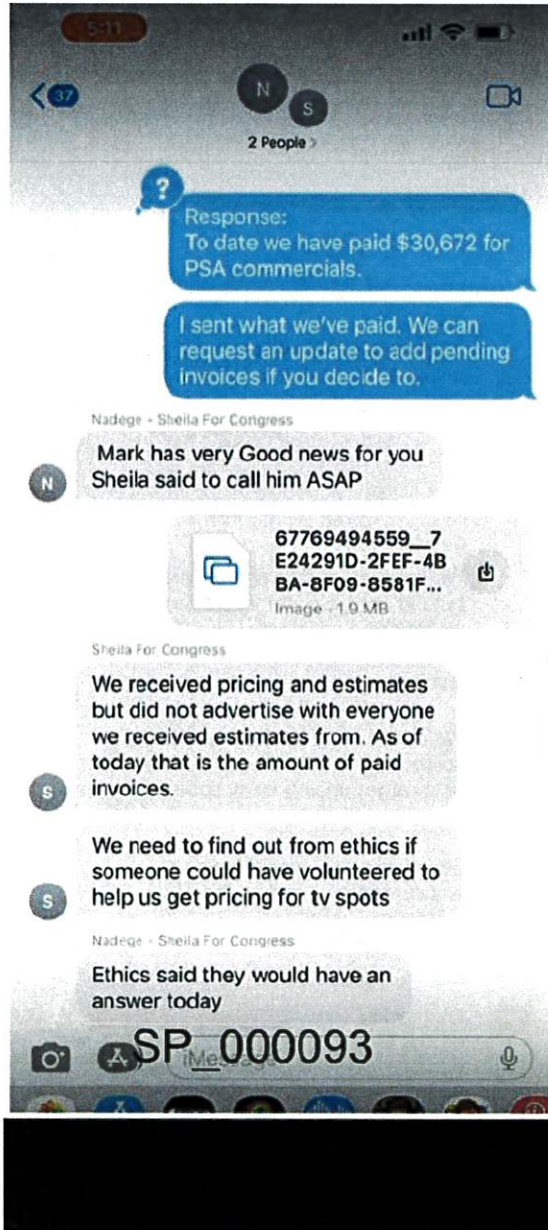 5:11
37
N
S
2 People >
?
Response:
To date we have paid $30,672 for
PSA commercials.
I sent what we've paid. We can
request an update to add pending
invoices if you decide to.
Nadege - Sheila For Congress
Mark has very Good news for you
Sheila said to call him ASAP
N
67769494559__7
E24291D-2FEF-4B
BA-8F09-8581F...
Image · 1.9 MB
Sheila For Congress
We received pricing and estimates
but did not advertise with everyone
we received estimates from. As of
today that is the amount of paid
invoices.
S
We need to find out from ethics if
someone could have volunteered to
help us get pricing for tv spots
S
Nadege - Sheila For Congress
Ethics said they would have an
answer today
iMessage
SP_000093